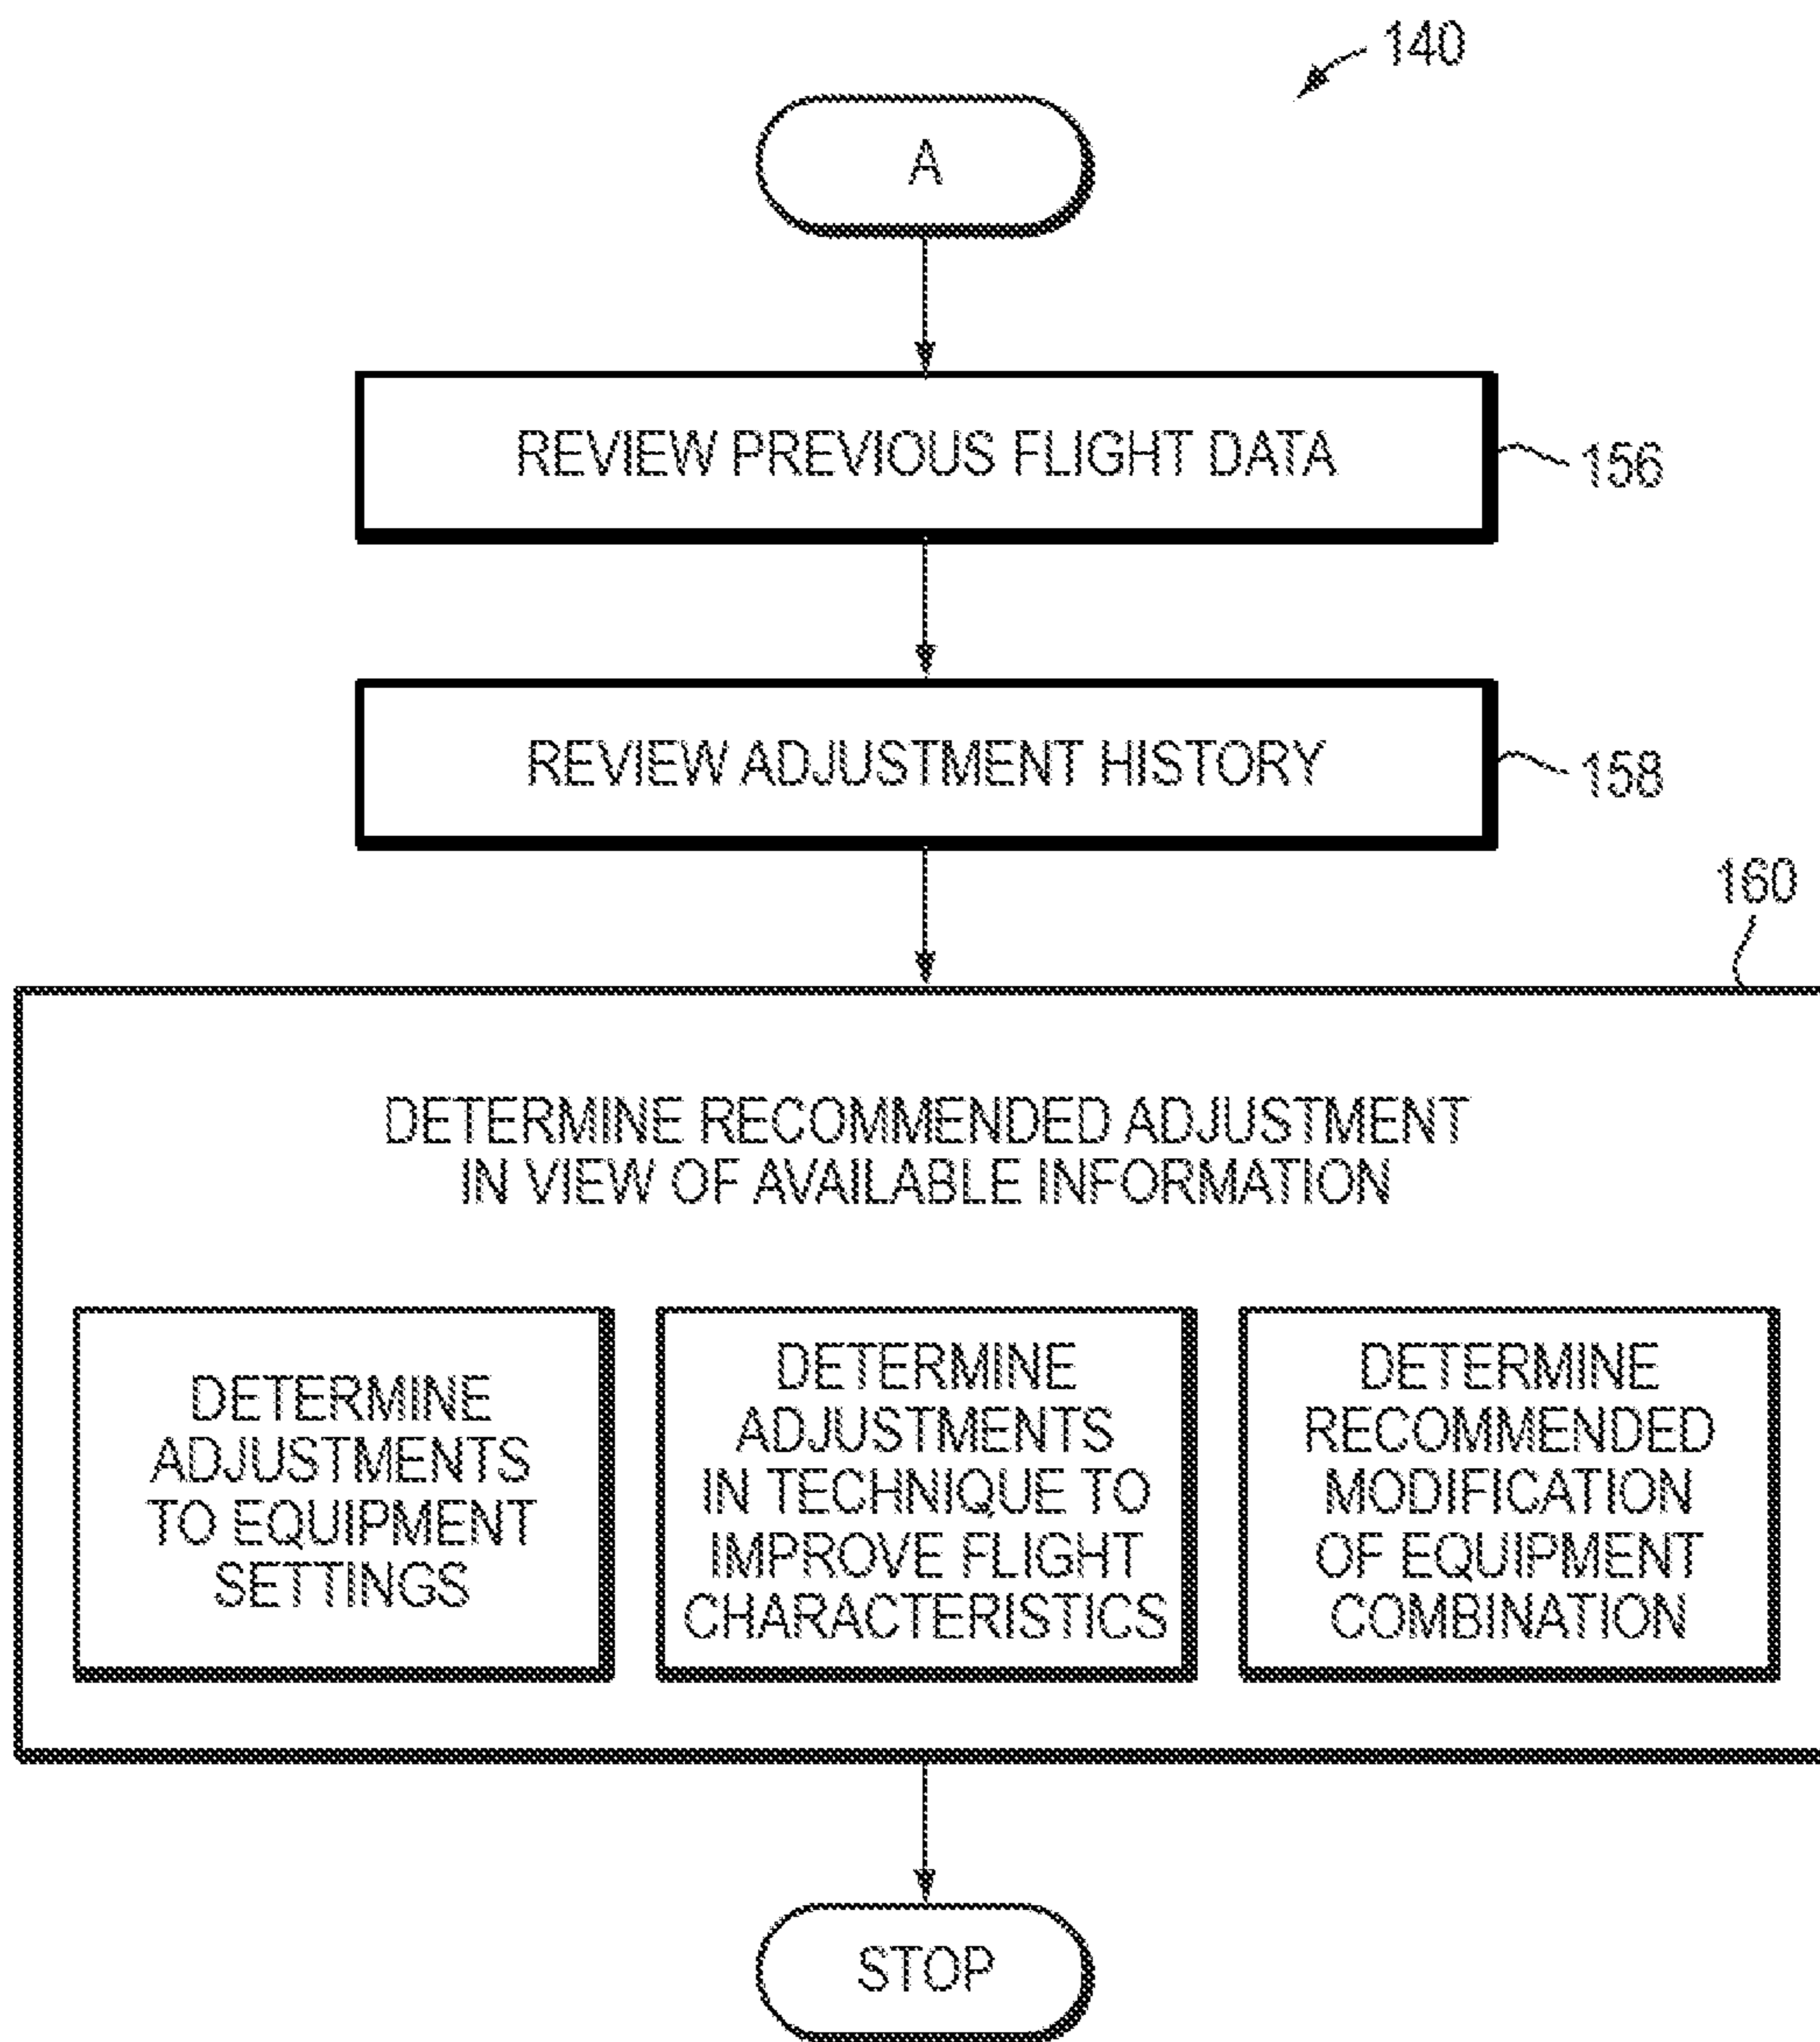 140
A
REVIEW PREVIOUS FLIGHT DATA
156
REVIEW ADJUSTMENT HISTORY
158
160
DETERMINE RECOMMENDED ADJUSTMENT
IN VIEW OF AVAILABLE INFORMATION
DETERMINE
ADJUSTMENTS
TO EQUIPMENT
SETTINGS
DETERMINE
ADJUSTMENTS
IN TECHNIQUE TO
IMPROVE FLIGHT
CHARACTERISTICS
DETERMINE
RECOMMENDED
MODIFICATION
OF EQUIPMENT
COMBINATION
STOP